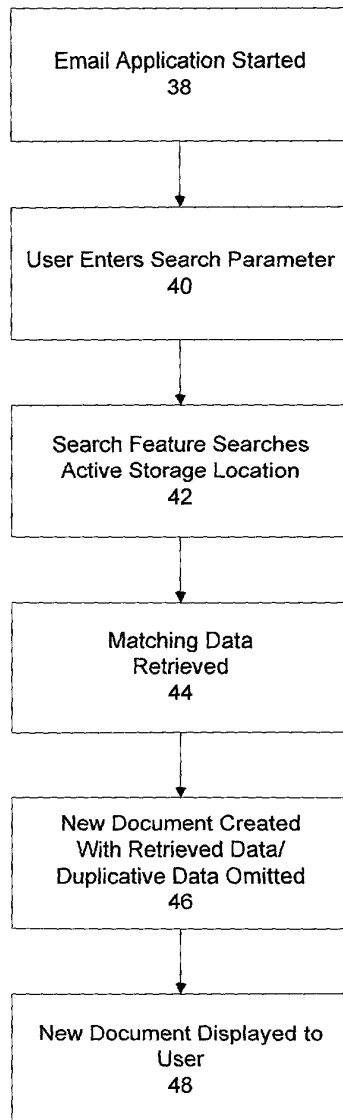 Email Application Started
38
User Enters Search Parameter
40
Search Feature Searches
Active Storage Location
42
Matching Data
Retrieved
44
New Document Created
With Retrieved Data/
Duplicative Data Omitted
46
New Document Displayed to
User
48